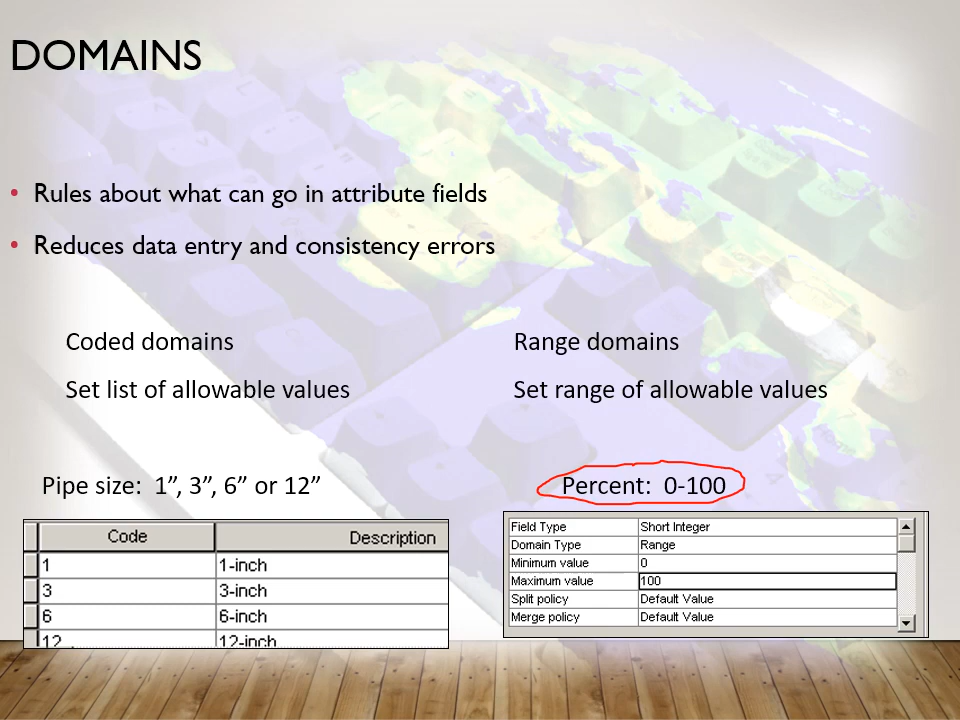 DOMAINS
• Rules about what can go in attribute fields
• Reduces data entry and consistency errors
Coded domains
Set list of allowable values
Range domains
Set range of allowable values
Pipe size:  1”, 3”, 6” or 12”
Code Description
1 1-inch
3 3-inch
6 6-inch
12 12-inch
Percent:  0-100
Field Type Short Integer
Domain Type Range
Minimum value 0
Maximum value 100
Split policy Default Value
Merge policy Default Value